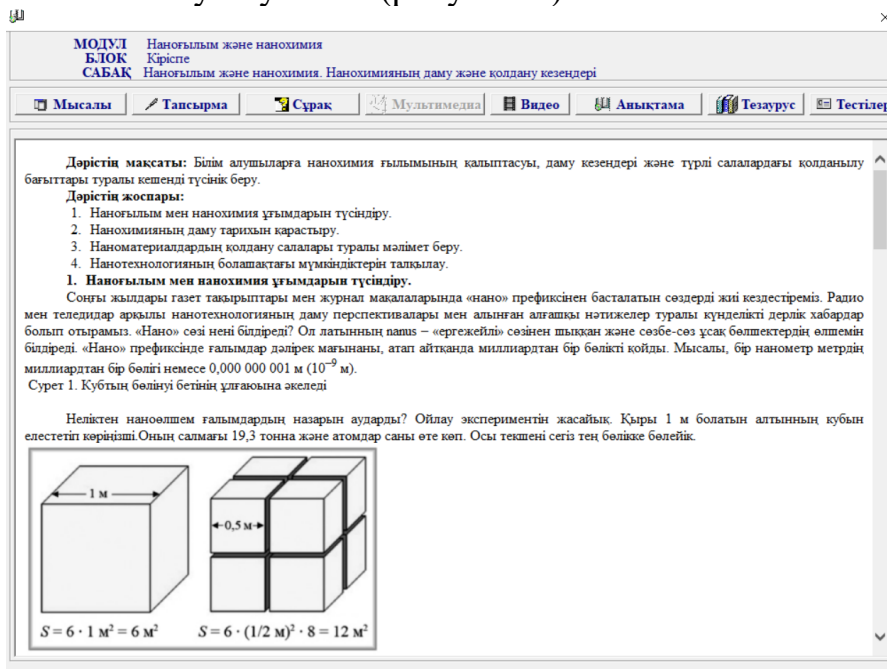 МОДУЛ Наноғылым және нанохимия
БЛОК Кіріспе
САБАҚ Наноғылым және нанохимия. Нанохимияның даму және қолдану кезеңдері
Мысалы Тапсырма Сұрақ Мультимедиа Видео Анықтама Тезаурус Тестілер
Дәрістің мақсаты: Білім алушыларға нанохимия ғылымының қалыптасуы, даму кезеңдері және түрлі салалардағы қолданылу
бағыттары туралы кешенді түсінік беру.
Дәрістің жоспары:
1. Наноғылым мен нанохимия ұғымдарын түсіндіру.
2. Нанохимияның даму тарихын қарастыру.
3. Наноматериалдардың қолдану салалары туралы мәлімет беру.
4. Нанотехнологияның болашақтағы мүмкіндіктерін талқылау.
1. Наноғылым мен нанохимия ұғымдарын түсіндіру.
Соңғы жылдары газет тақырыптары мен журнал мақалаларында «нано» префиксінен басталатын сөздерді жиі кездестіреміз. Радио
мен теледидар арқылы нанотехнологияның даму перспективалары мен алынған алғашқы нәтижелер туралы күнделікті дерлік хабардар
болып отырамыз. «Нано» сөзі нені білдіреді? Ол латынның nanus – «ергежейлі» сөзінен шыққан және сөзбе-сөз ұсақ бөлшектердің өлшемін
білдіреді. «Нано» префиксінде ғалымдар дәлірек мағынаны, атап айтқанда миллиардтан бір бөлікті қойды. Мысалы, бір нанометр метрдің
миллиардтан бір бөлігі немесе 0,000 000 001 м (10⁻⁹ м).
Сурет 1. Кубтың бөлінуі бетінің ұлғаюына әкеледі
Неліктен наноөлшем ғалымдардың назарын аударды? Ойлау экспериментін жасайық. Қыры 1 м болатын алтынның кубын
елестетіп көріңізші.Оның салмағы 19,3 тонна және атомдар саны өте көп. Осы текшені сегіз тең бөлікке бөлейік.
1 м
0,5 м
S = 6 · 1 м² = 6 м² S = 6 · (1/2 м)² · 8 = 12 м²